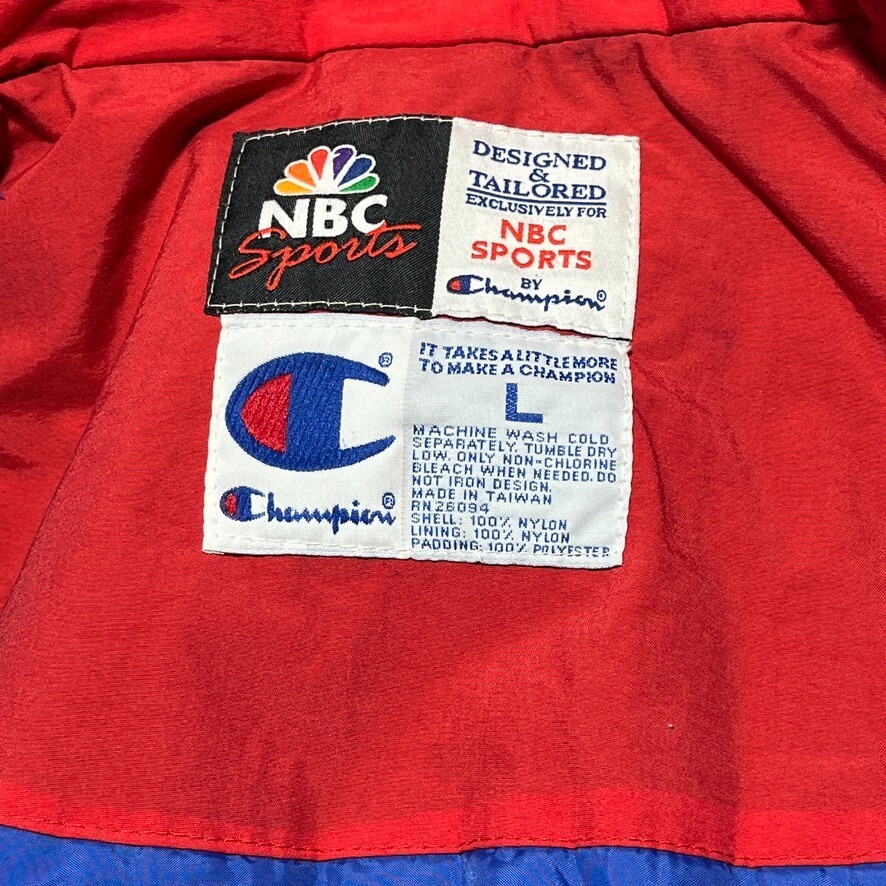 NBC
Sports
DESIGNED
&
TAILORED
EXCLUSIVELY FOR
NBC
SPORTS
BY
Champion®
®
Champion®
IT TAKES A LITTLE MORE
TO MAKE A CHAMPION
L
MACHINE WASH COLD
SEPARATELY. TUMBLE DRY
LOW. ONLY NON-CHLORINE
BLEACH WHEN NEEDED. DO
NOT IRON DESIGN.
MADE IN TAIWAN
RN26094
SHELL: 100% NYLON
LINING: 100% NYLON
PADDING: 100% POLYESTER